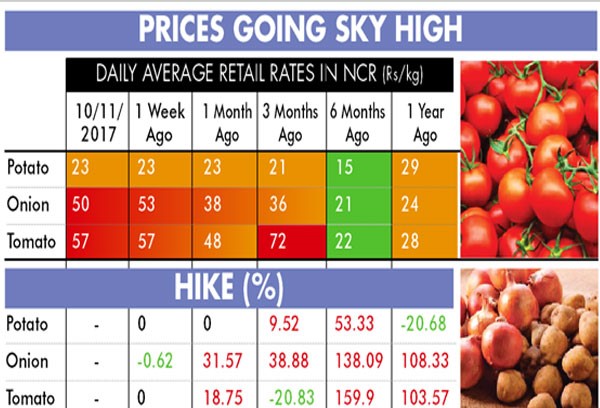 PRICES GOING SKY HIGH
DAILY AVERAGE RETAIL RATES IN NCR (Rs/kg)
10/11/2017 1 Week Ago 1 Month Ago 3 Months Ago 6 Months Ago 1 Year Ago
Potato 23 23 23 21 15 29
Onion 50 53 38 36 21 24
Tomato 57 57 48 72 22 28
HIKE (%)
Potato - 0 0 9.52 53.33 -20.68
Onion - -0.62 31.57 38.88 138.09 108.33
Tomato - 0 18.75 -20.83 159.9 103.57